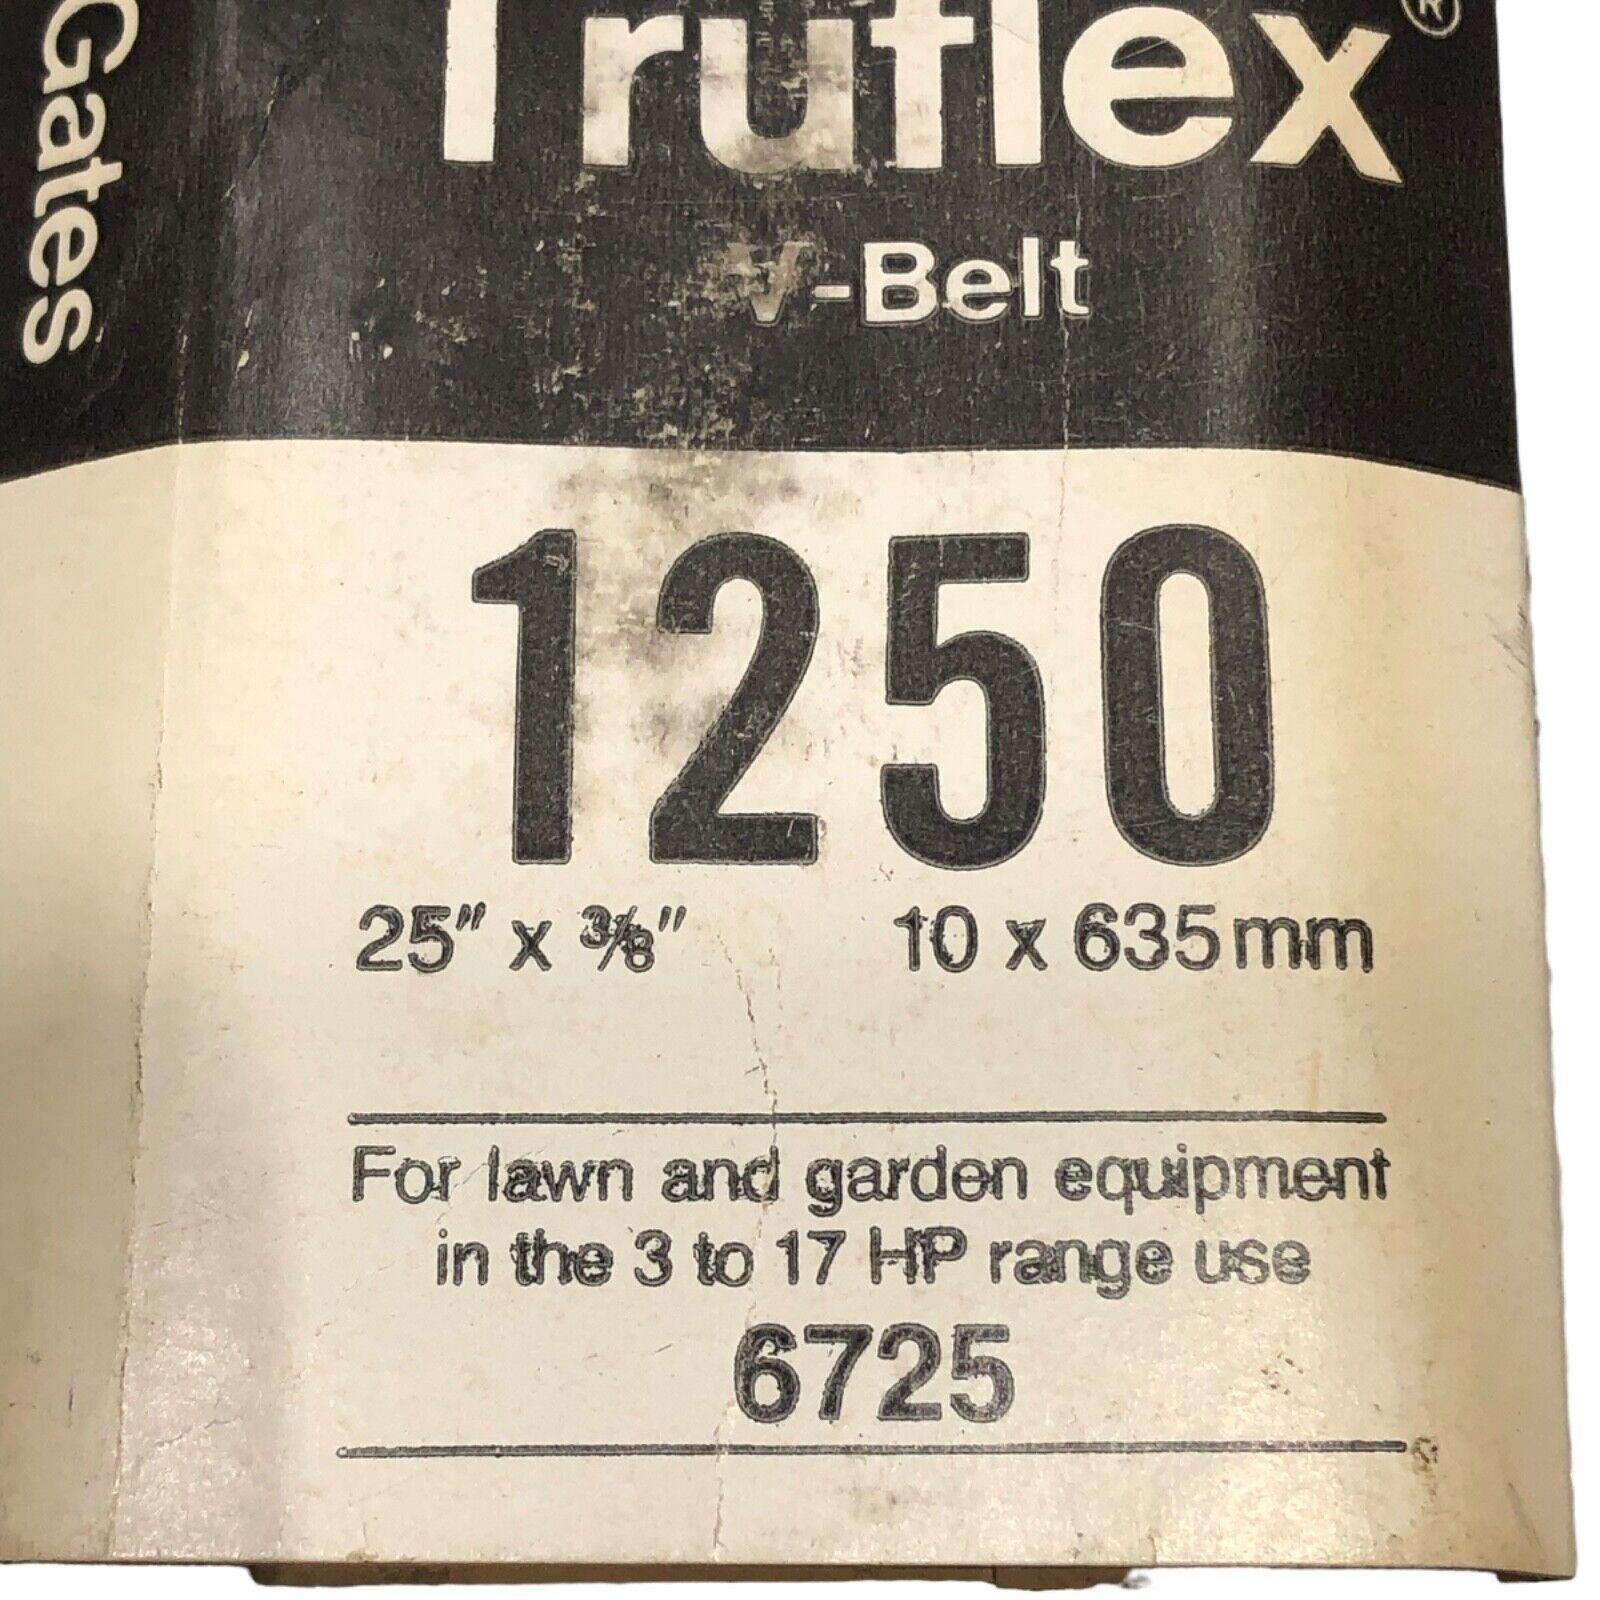 Gates
Truflex®
V-Belt
1250
25" x 3/8" 10 x 635mm
For lawn and garden equipment
in the 3 to 17 HP range use
6725